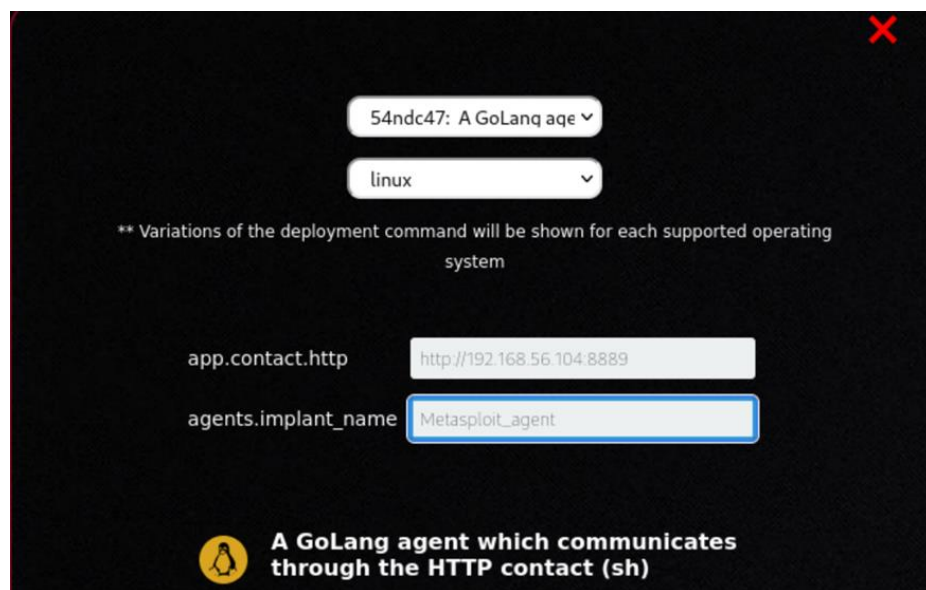 54ndc47: A GoLang age
linux
** Variations of the deployment command will be shown for each supported operating
system
app.contact.http http://192.168.56.104:8889
agents.implant_name Metasploit_agent
A GoLang agent which communicates
through the HTTP contact (sh)